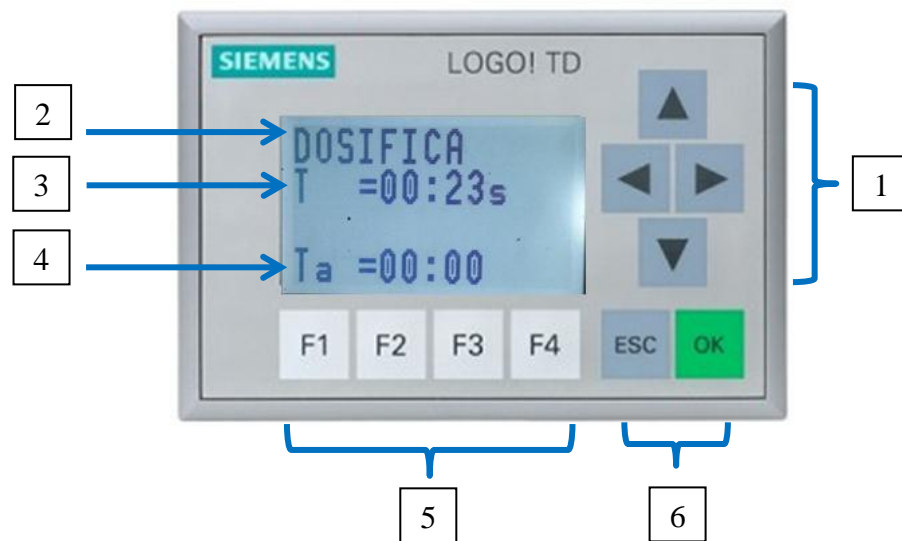 SIEMENS LOGO! TD
2 DOSIFICA
3 T =00:23s
1
4 Ta =00:00
F1 F2 F3 F4 ESC OK
5 6